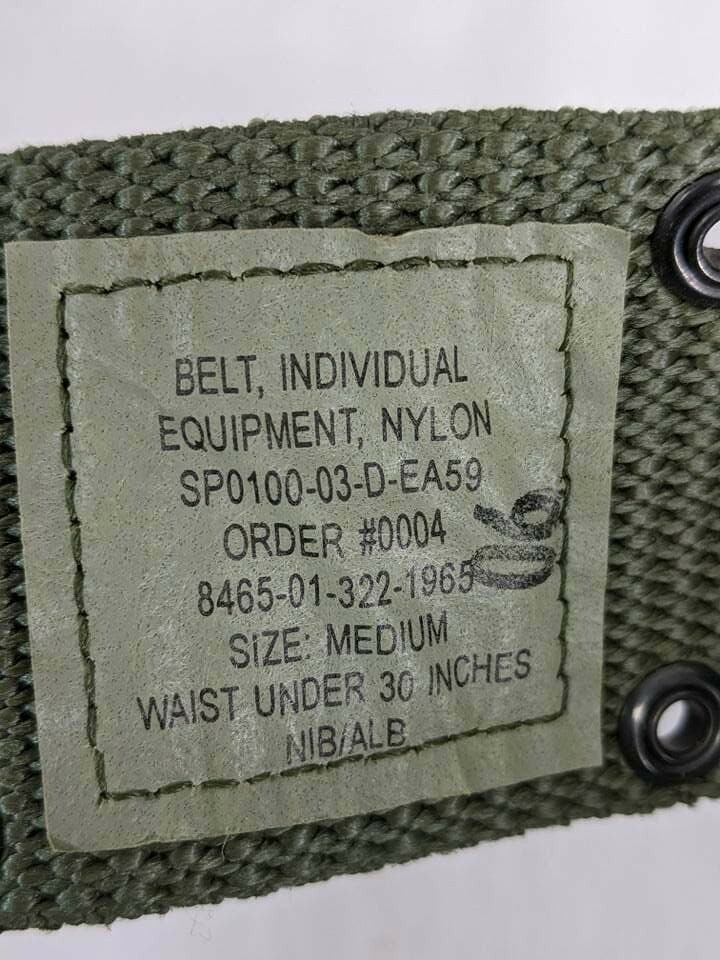 BELT, INDIVIDUAL
EQUIPMENT, NYLON
SP0100-03-D-EA59
ORDER #0004
8465-01-322-1965
SIZE: MEDIUM
WAIST UNDER 30 INCHES
NIB/ALB
06